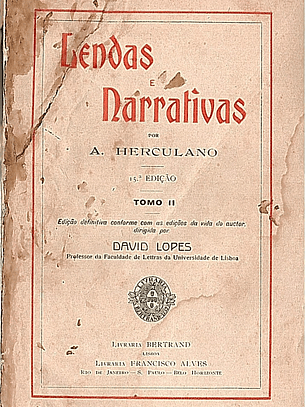 Lendas
E
Narrativas
POR
A. HERCULANO
15.ª EDIÇÃO
TOMO II
Edição definitiva conforme com as edições da vida do auctor,
dirigida por
DAVID LOPES
Professor da Faculdade de Letras da Universidade de Lisboa
LIVRARIA
BERTRAND
LIVRARIA BERTRAND
LISBOA
LIVRARIA FRANCISCO ALVES
RIO DE JANEIRO — S. PAULO — BELO HORIZONTE